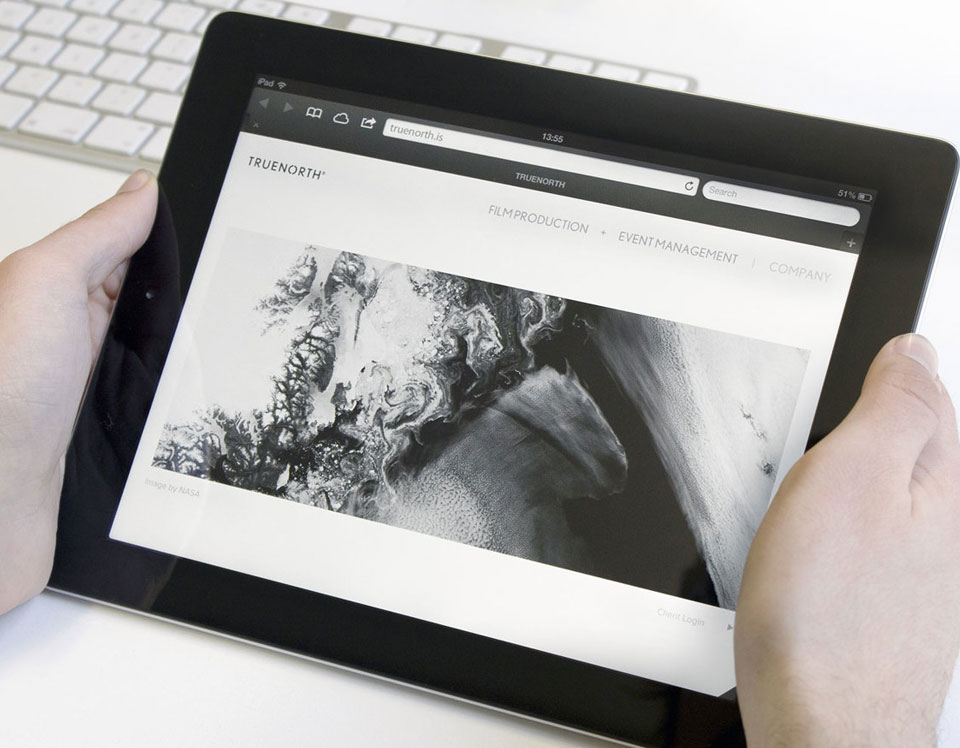 iPad
13:55
51%
truenorth.is
Search
TRUENORTH
TRUENORTH®
FILM PRODUCTION + EVENT MANAGEMENT | COMPANY
Image by NASA
Client Login